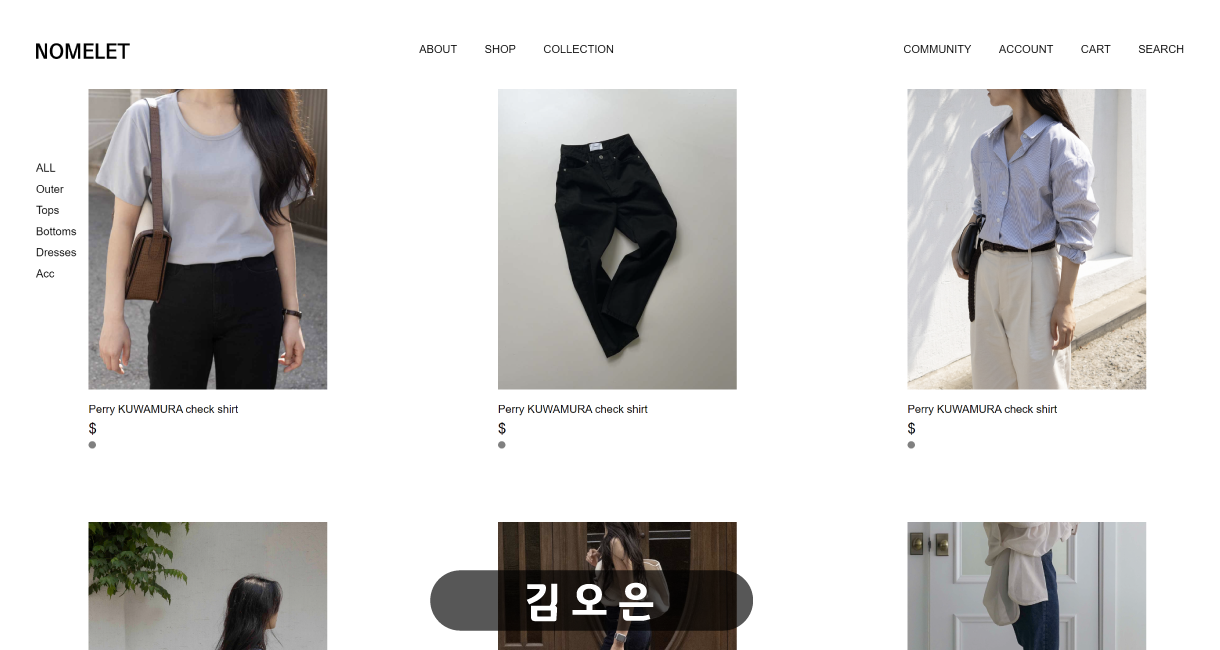 NOMELET
ABOUT SHOP COLLECTION
COMMUNITY ACCOUNT CART SEARCH
ALL
Outer
Tops
Bottoms
Dresses
Acc
Perry KUWAMURA check shirt
$
Perry KUWAMURA check shirt
$
Perry KUWAMURA check shirt
$
김오은